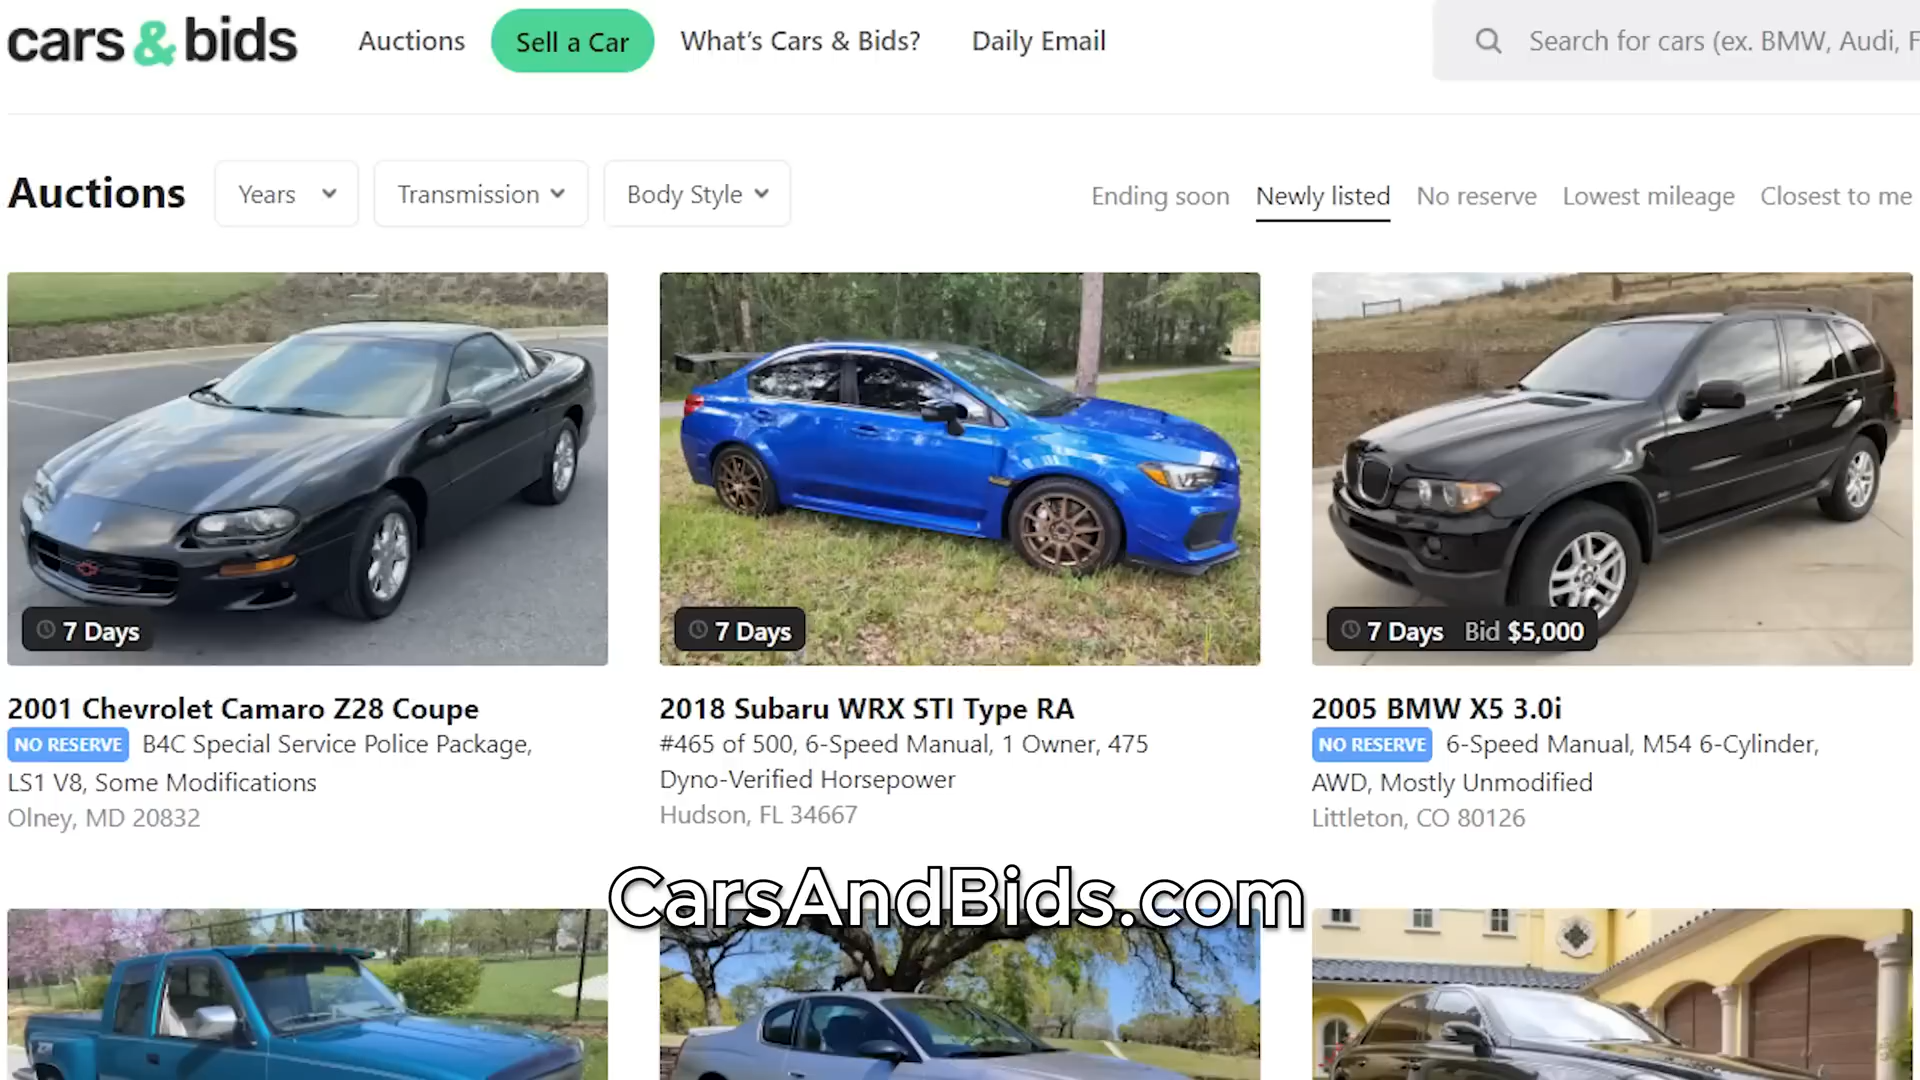 cars & bids
Auctions
Sell a Car
What's Cars & Bids?
Daily Email
Search for cars (ex. BMW, Audi, F
Auctions
Years
Transmission
Body Style
Ending soon
Newly listed
No reserve
Lowest mileage
Closest to me
7 Days
7 Days
7 Days Bid $5,000
2001 Chevrolet Camaro Z28 Coupe
NO RESERVE B4C Special Service Police Package,
LS1 V8, Some Modifications
Olney, MD 20832
2018 Subaru WRX STI Type RA
#465 of 500, 6-Speed Manual, 1 Owner, 475
Dyno-Verified Horsepower
Hudson, FL 34667
2005 BMW X5 3.0i
NO RESERVE 6-Speed Manual, M54 6-Cylinder,
AWD, Mostly Unmodified
Littleton, CO 80126
CarsAndBids.com